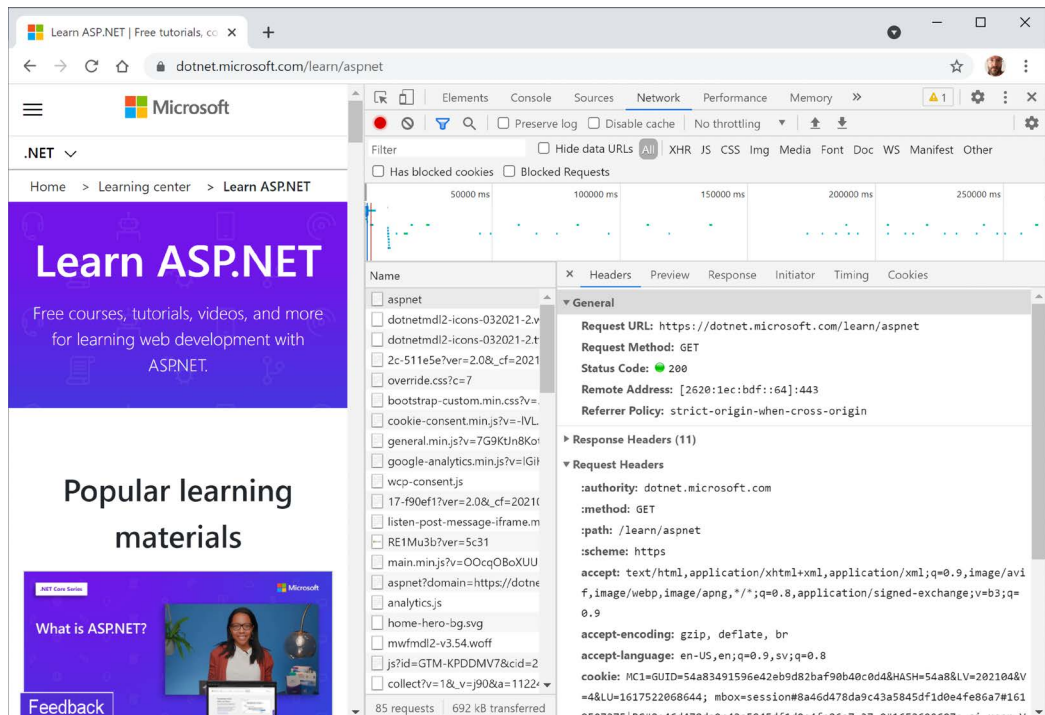 Learn ASP.NET | Free tutorials, co
dotnet.microsoft.com/learn/aspnet
Microsoft
.NET
Home > Learning center > Learn ASP.NET
Learn ASP.NET
Free courses, tutorials, videos, and more
for learning web development with
ASP.NET.
Popular learning
materials
.NET Core Series
Microsoft
What is ASP.NET?
Feedback
Elements Console Sources Network Performance Memory » 1
Preserve log Disable cache No throttling
Filter Hide data URLs All XHR JS CSS Img Media Font Doc WS Manifest Other
Has blocked cookies Blocked Requests
50000 ms 100000 ms 150000 ms 200000 ms 250000 ms
Name
aspnet
dotnetmdl2-icons-032021-2.w
dotnetmdl2-icons-032021-2.t
2c-511e5e?ver=2.0&_cf=2021
override.css?c=7
bootstrap-custom.min.css?v=
cookie-consent.min.js?v=-IVL
general.min.js?v=7G9KtJn8Ko
google-analytics.min.js?v=IGi
wcp-consent.js
17-f90ef1?ver=2.0&_cf=2021
listen-post-message-iframe.m
RE1Mu3b?ver=5c31
main.min.js?v=OOcqOBoXUU
aspnet?domain=https://dotne
analytics.js
home-hero-bg.svg
mwfmdl2-v3.54.woff
js?id=GTM-KPDDMV7&cid=2
collect?v=1&_v=j90&a=1122
85 requests 692 kB transferred
Headers Preview Response Initiator Timing Cookies
General
Request URL: https://dotnet.microsoft.com/learn/aspnet
Request Method: GET
Status Code: 200
Remote Address: [2620:1ec:bdf::64]:443
Referrer Policy: strict-origin-when-cross-origin
Response Headers (11)
Request Headers
:authority: dotnet.microsoft.com
:method: GET
:path: /learn/aspnet
:scheme: https
accept: text/html,application/xhtml+xml,application/xml;q=0.9,image/avi
f,image/webp,image/apng,*/*;q=0.8,application/signed-exchange;v=b3;q=
0.9
accept-encoding: gzip, deflate, br
accept-language: en-US,en;q=0.9,sv;q=0.8
cookie: MC1=GUID=54a83491596e42eb9d82baf90b40c0d4&HASH=54a8&LV=202104&V
=4&LU=1617522068644; mbox=session#8a46d478da9c43a5845df1d0e4fe86a7#161